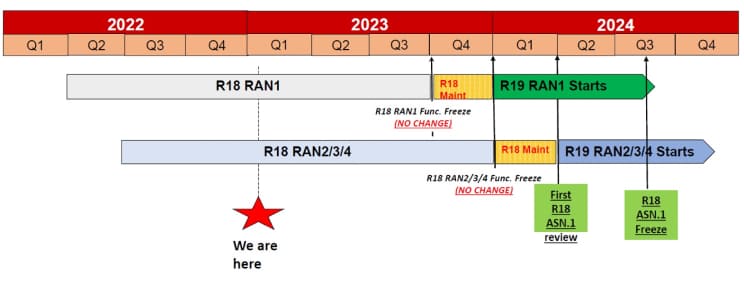 2022 2023 2024
Q1 Q2 Q3 Q4 Q1 Q2 Q3 Q4 Q1 Q2 Q3 Q4
R18 RAN1
R18
Maint
R19 RAN1 Starts
R18 RAN1 Func. Freeze
(NO CHANGE)
R18 RAN2/3/4
R18 Maint
R19 RAN2/3/4 Starts
R18 RAN2/3/4 Func. Freeze
(NO CHANGE)
We are
here
First
R18
ASN.1
review
R18
ASN.1
Freeze